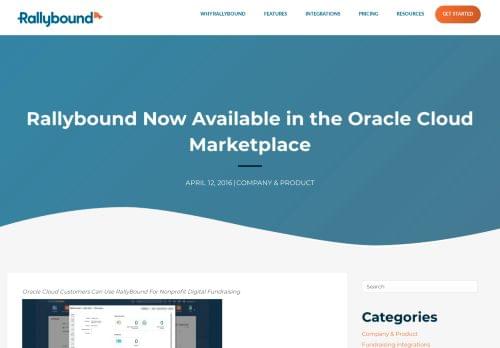 Rallybound
WHY RALLYBOUND
FEATURES
INTEGRATIONS
PRICING
RESOURCES
GET STARTED
Rallybound Now Available in the Oracle Cloud
Marketplace
APRIL 12, 2016 | COMPANY & PRODUCT
Oracle Cloud Customers Can Use RallyBound For Nonprofit Digital Fundraising.
Search
Categories
Company & Product
Fundraising Integrations